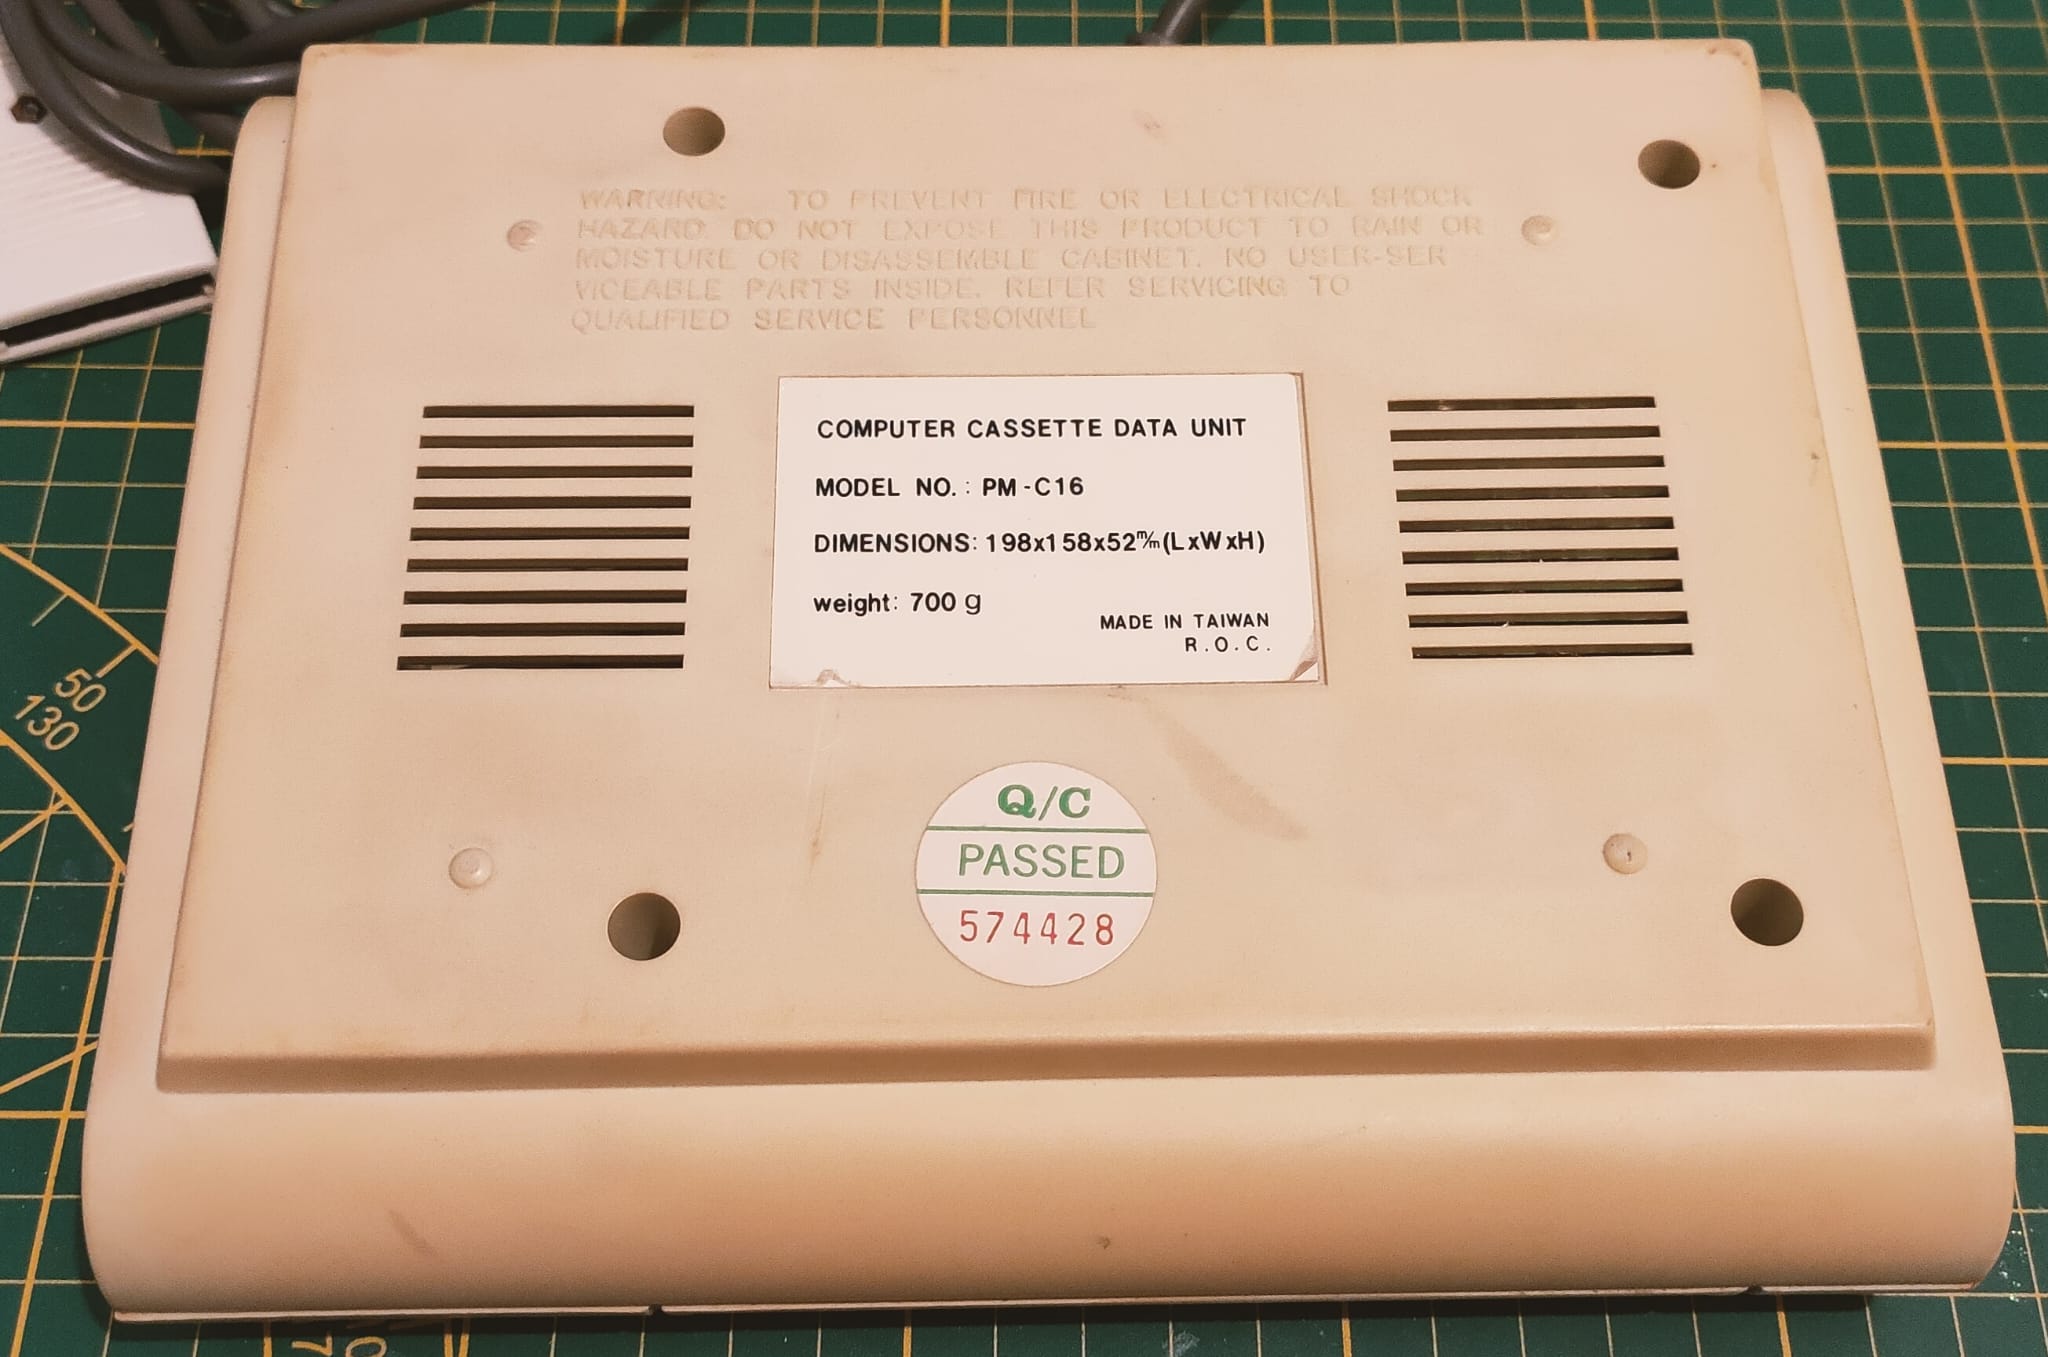 WARNING: TO PREVENT FIRE OR ELECTRICAL SHOCK
HAZARD. DO NOT EXPOSE THIS PRODUCT TO RAIN OR
MOISTURE OR DISASSEMBLE CABINET. NO USER-SER
VICEABLE PARTS INSIDE. REFER SERVICING TO
QUALIFIED SERVICE PERSONNEL
COMPUTER CASSETTE DATA UNIT
MODEL NO.: PM-C16
DIMENSIONS: 198x158x52m/m(LxWxH)
weight: 700 g
MADE IN TAIWAN
R.O.C.
50
130
Q/C
PASSED
574428